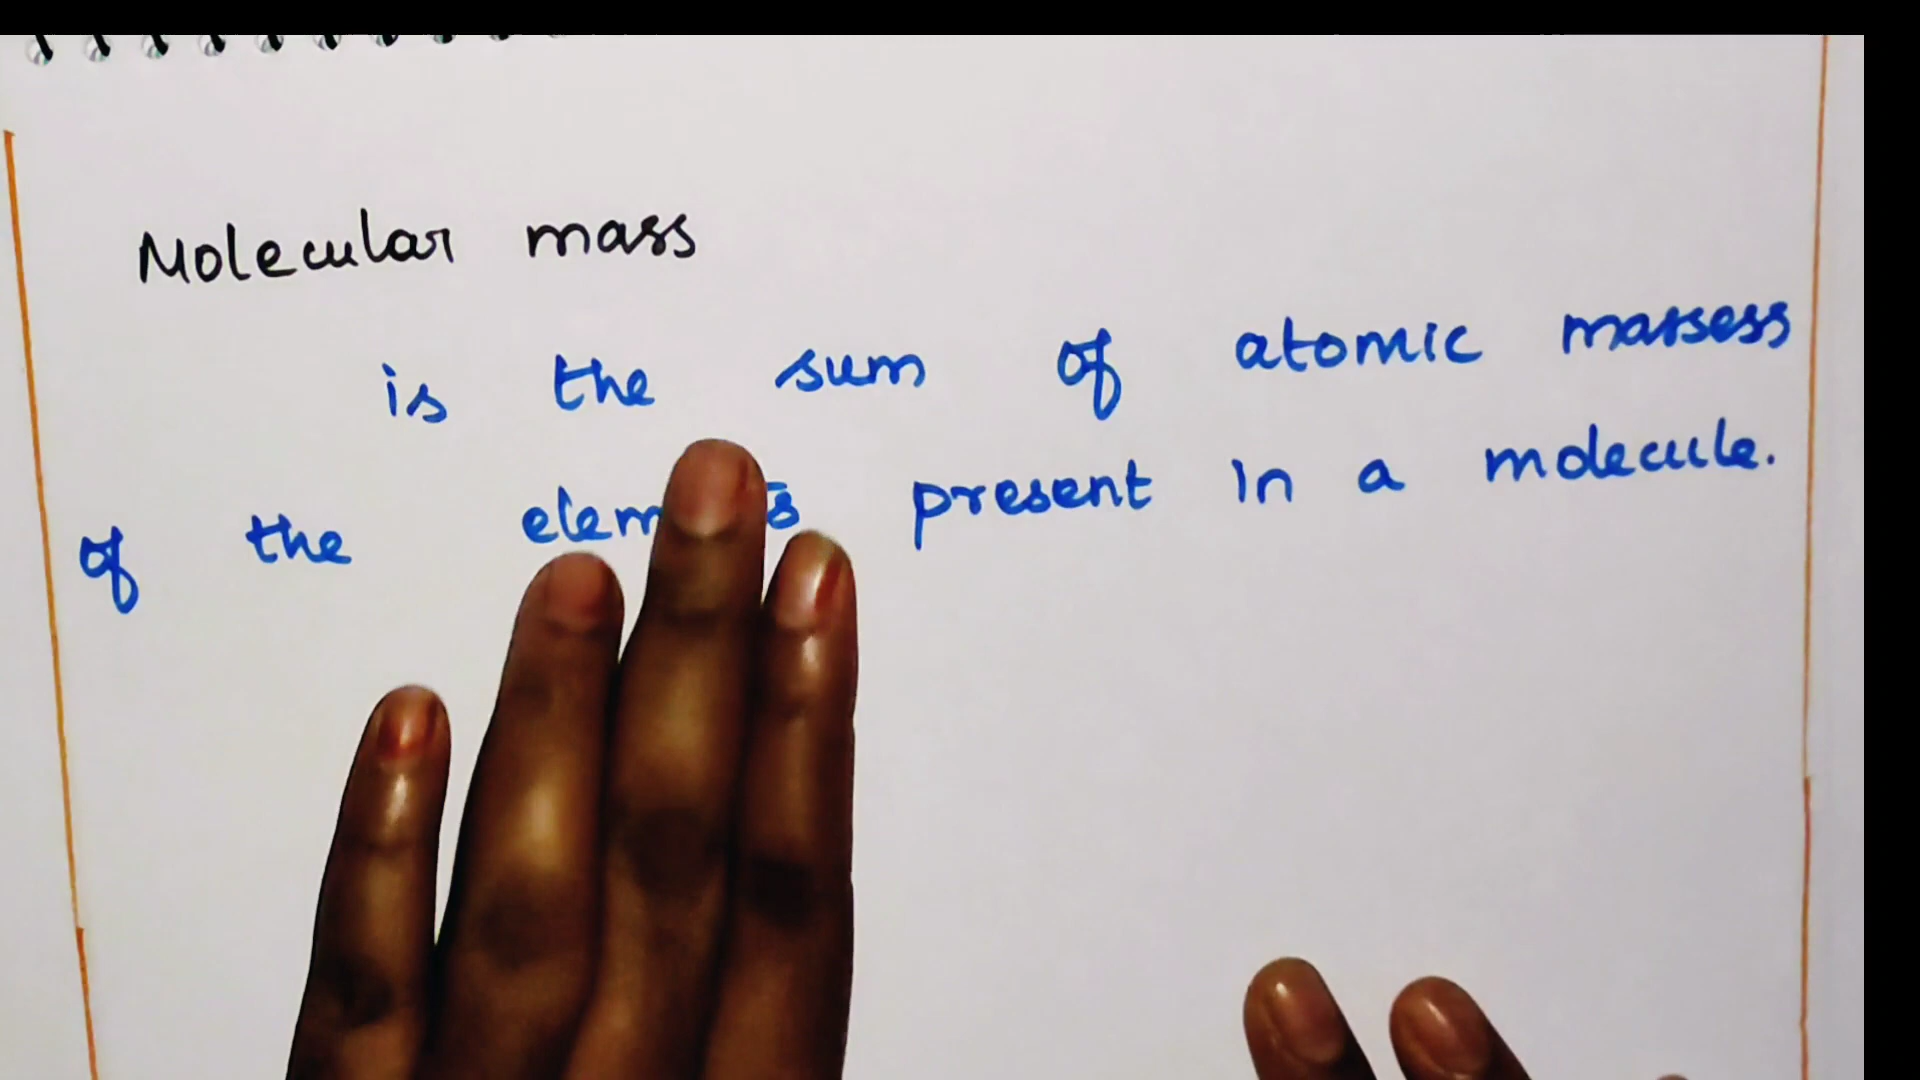 Molecular mass
is the sum of atomic massess
of the present in a molecule.